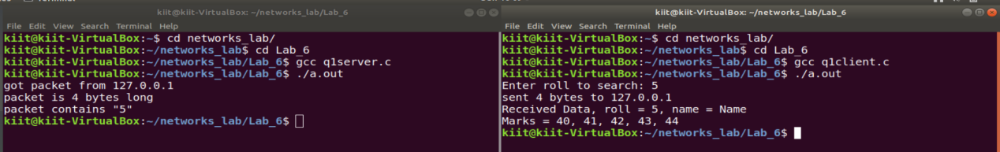 kiit@kiit-VirtualBox: ~/networks_lab/Lab_6
File Edit View Search Terminal Help
kiit@kiit-VirtualBox:~$ cd networks_lab/
kiit@kiit-VirtualBox:~/networks_lab$ cd Lab_6
kiit@kiit-VirtualBox:~/networks_lab/Lab_6$ gcc q1server.c
kiit@kiit-VirtualBox:~/networks_lab/Lab_6$ ./a.out
got packet from 127.0.0.1
packet is 4 bytes long
packet contains "5"
kiit@kiit-VirtualBox:~/networks_lab/Lab_6$
kiit@kiit-VirtualBox: ~/networks_lab/Lab_6
File Edit View Search Terminal Help
kiit@kiit-VirtualBox:~$ cd networks_lab/
kiit@kiit-VirtualBox:~/networks_lab$ cd Lab_6
kiit@kiit-VirtualBox:~/networks_lab/Lab_6$ gcc q1client.c
kiit@kiit-VirtualBox:~/networks_lab/Lab_6$ ./a.out
Enter roll to search: 5
sent 4 bytes to 127.0.0.1
Received Data, roll = 5, name = Name
Marks = 40, 41, 42, 43, 44
kiit@kiit-VirtualBox:~/networks_lab/Lab_6$